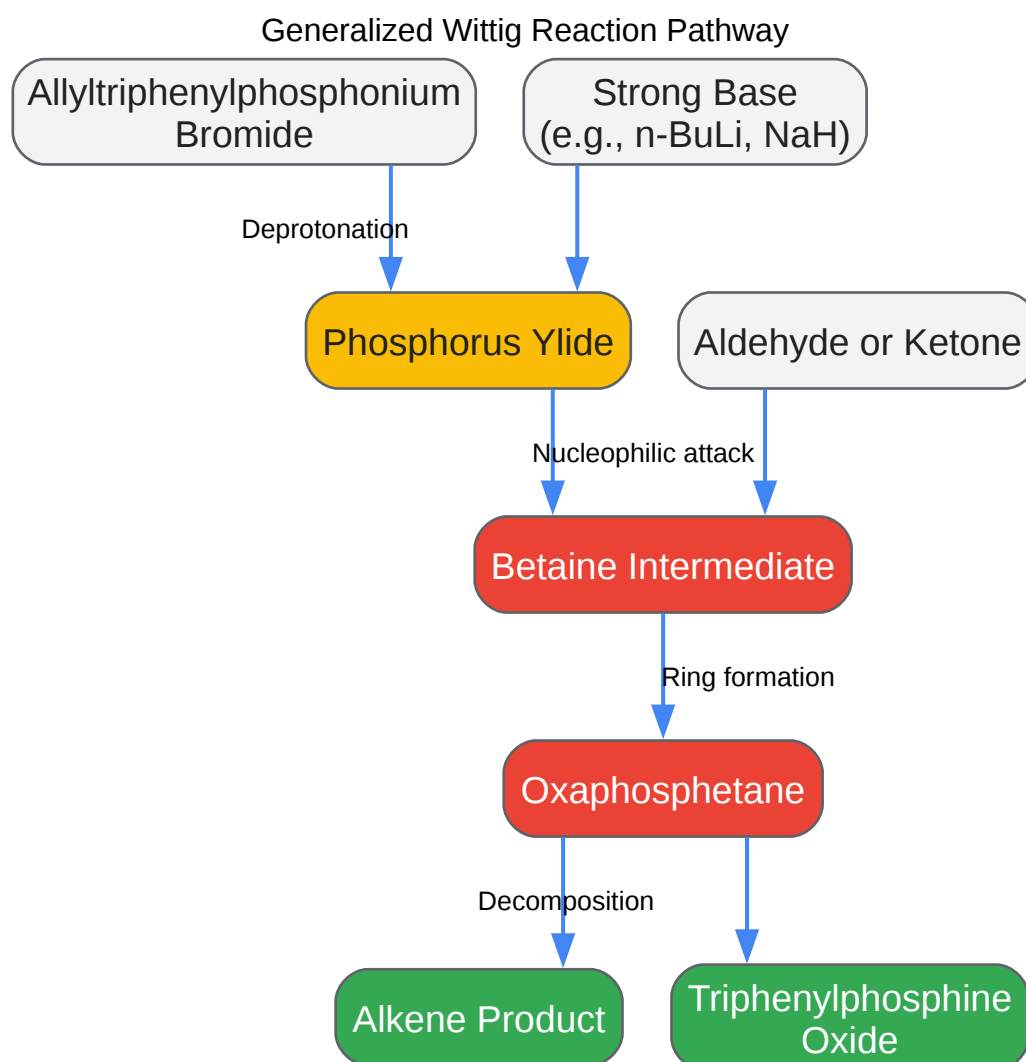 Generalized Wittig Reaction Pathway
Allyltriphenylphosphonium
Bromide
Strong Base
(e.g., n-BuLi, NaH)
Deprotonation
Phosphorus Ylide
Aldehyde or Ketone
Nucleophilic attack
Betaine Intermediate
Ring formation
Oxaphosphetane
Decomposition
Alkene Product
Triphenylphosphine
Oxide